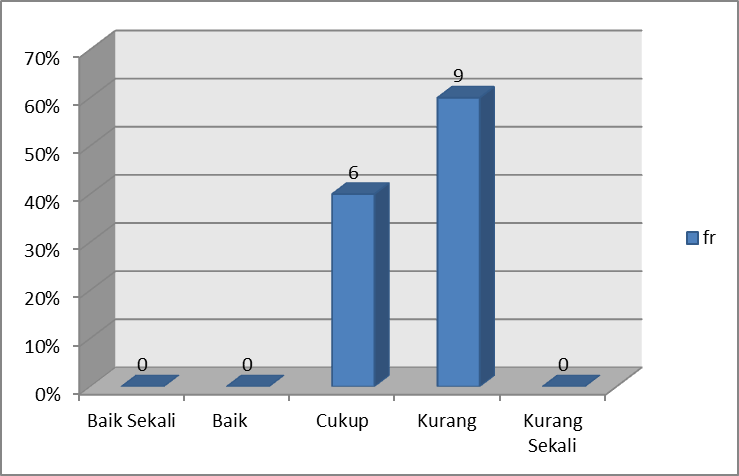 70%
60%
50%
40%
30%
20%
10%
0%
0
0
6
9
0
Baik Sekali
Baik
Cukup
Kurang
Kurang
Sekali
fr